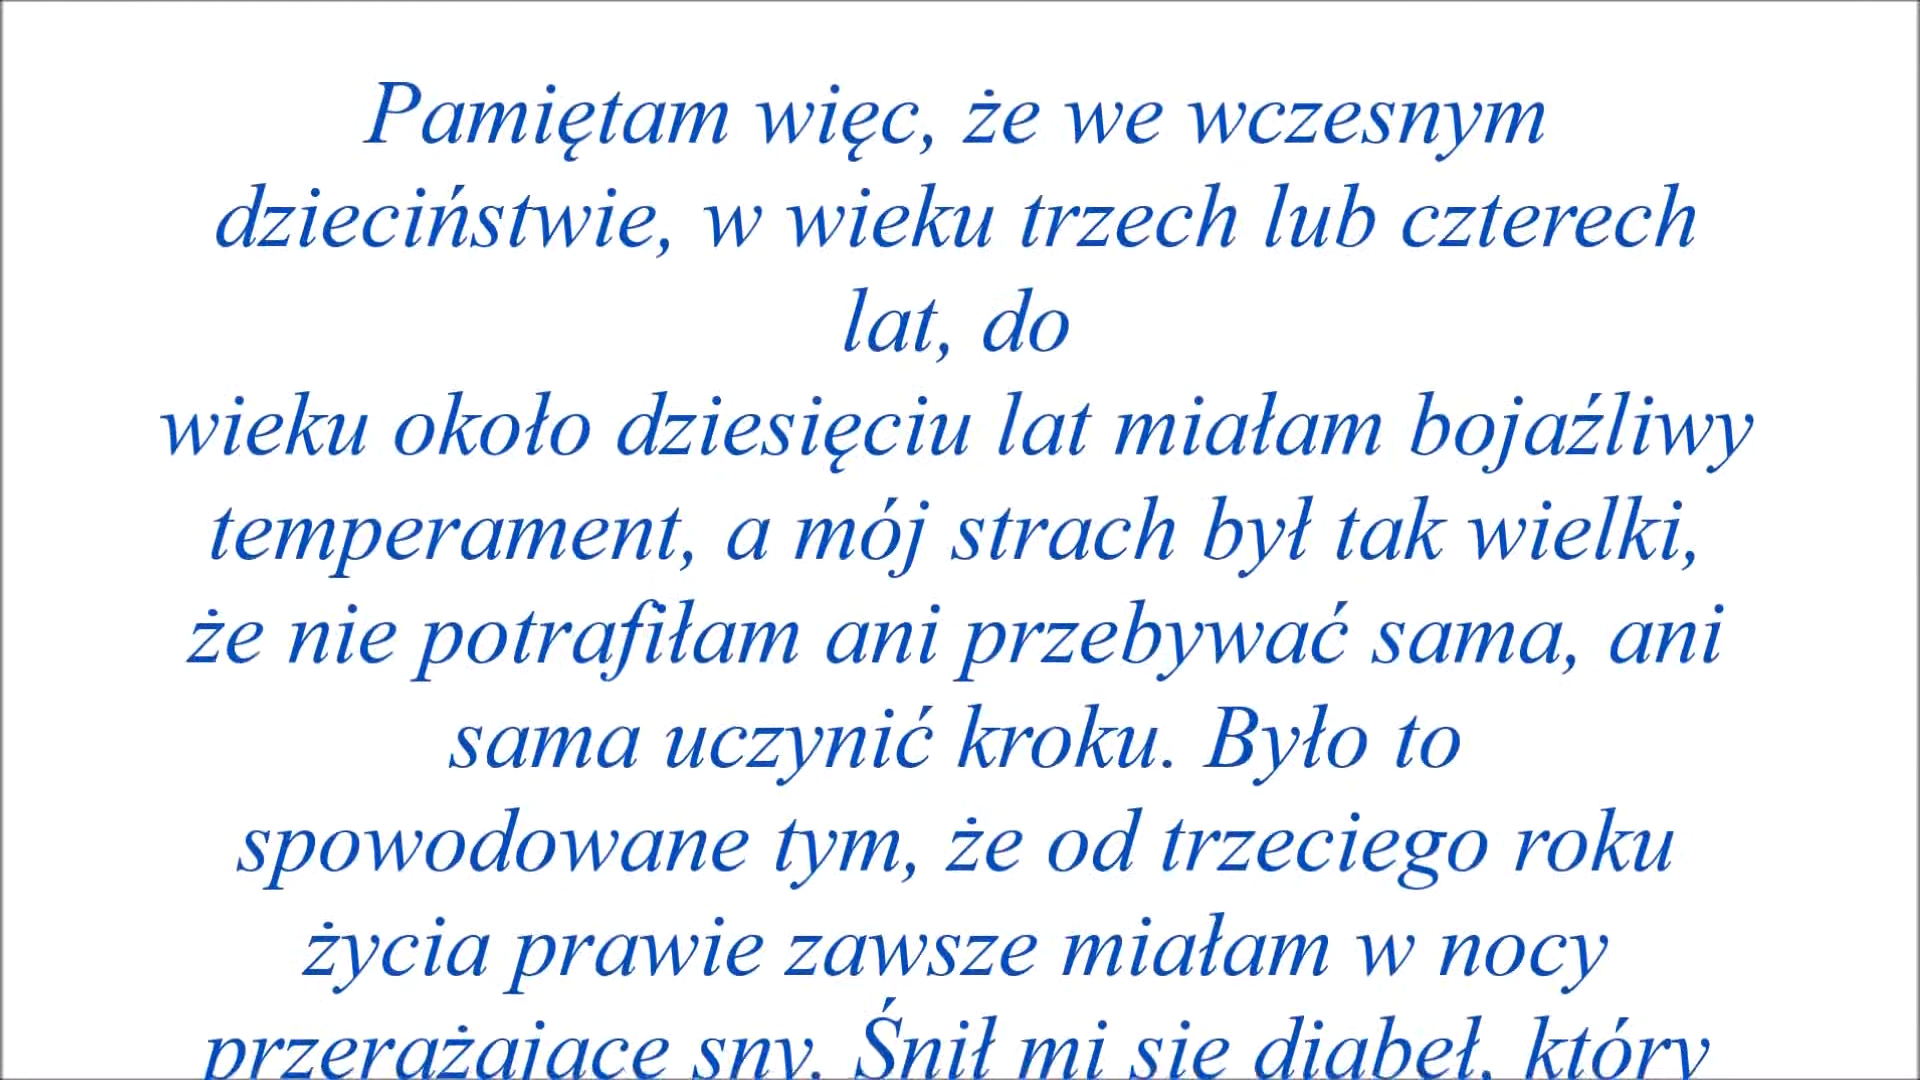 Pamiętam więc, że we wczesnym
dzieciństwie, w wieku trzech lub czterech
lat, do
wieku około dziesięciu lat miałam bojaźliwy
temperament, a mój strach był tak wielki,
że nie potrafiłam ani przebywać sama, ani
sama uczynić kroku. Było to
spowodowane tym, że od trzeciego roku
życia prawie zawsze miałam w nocy
przerażające sny. Śnił mi się diabeł, który